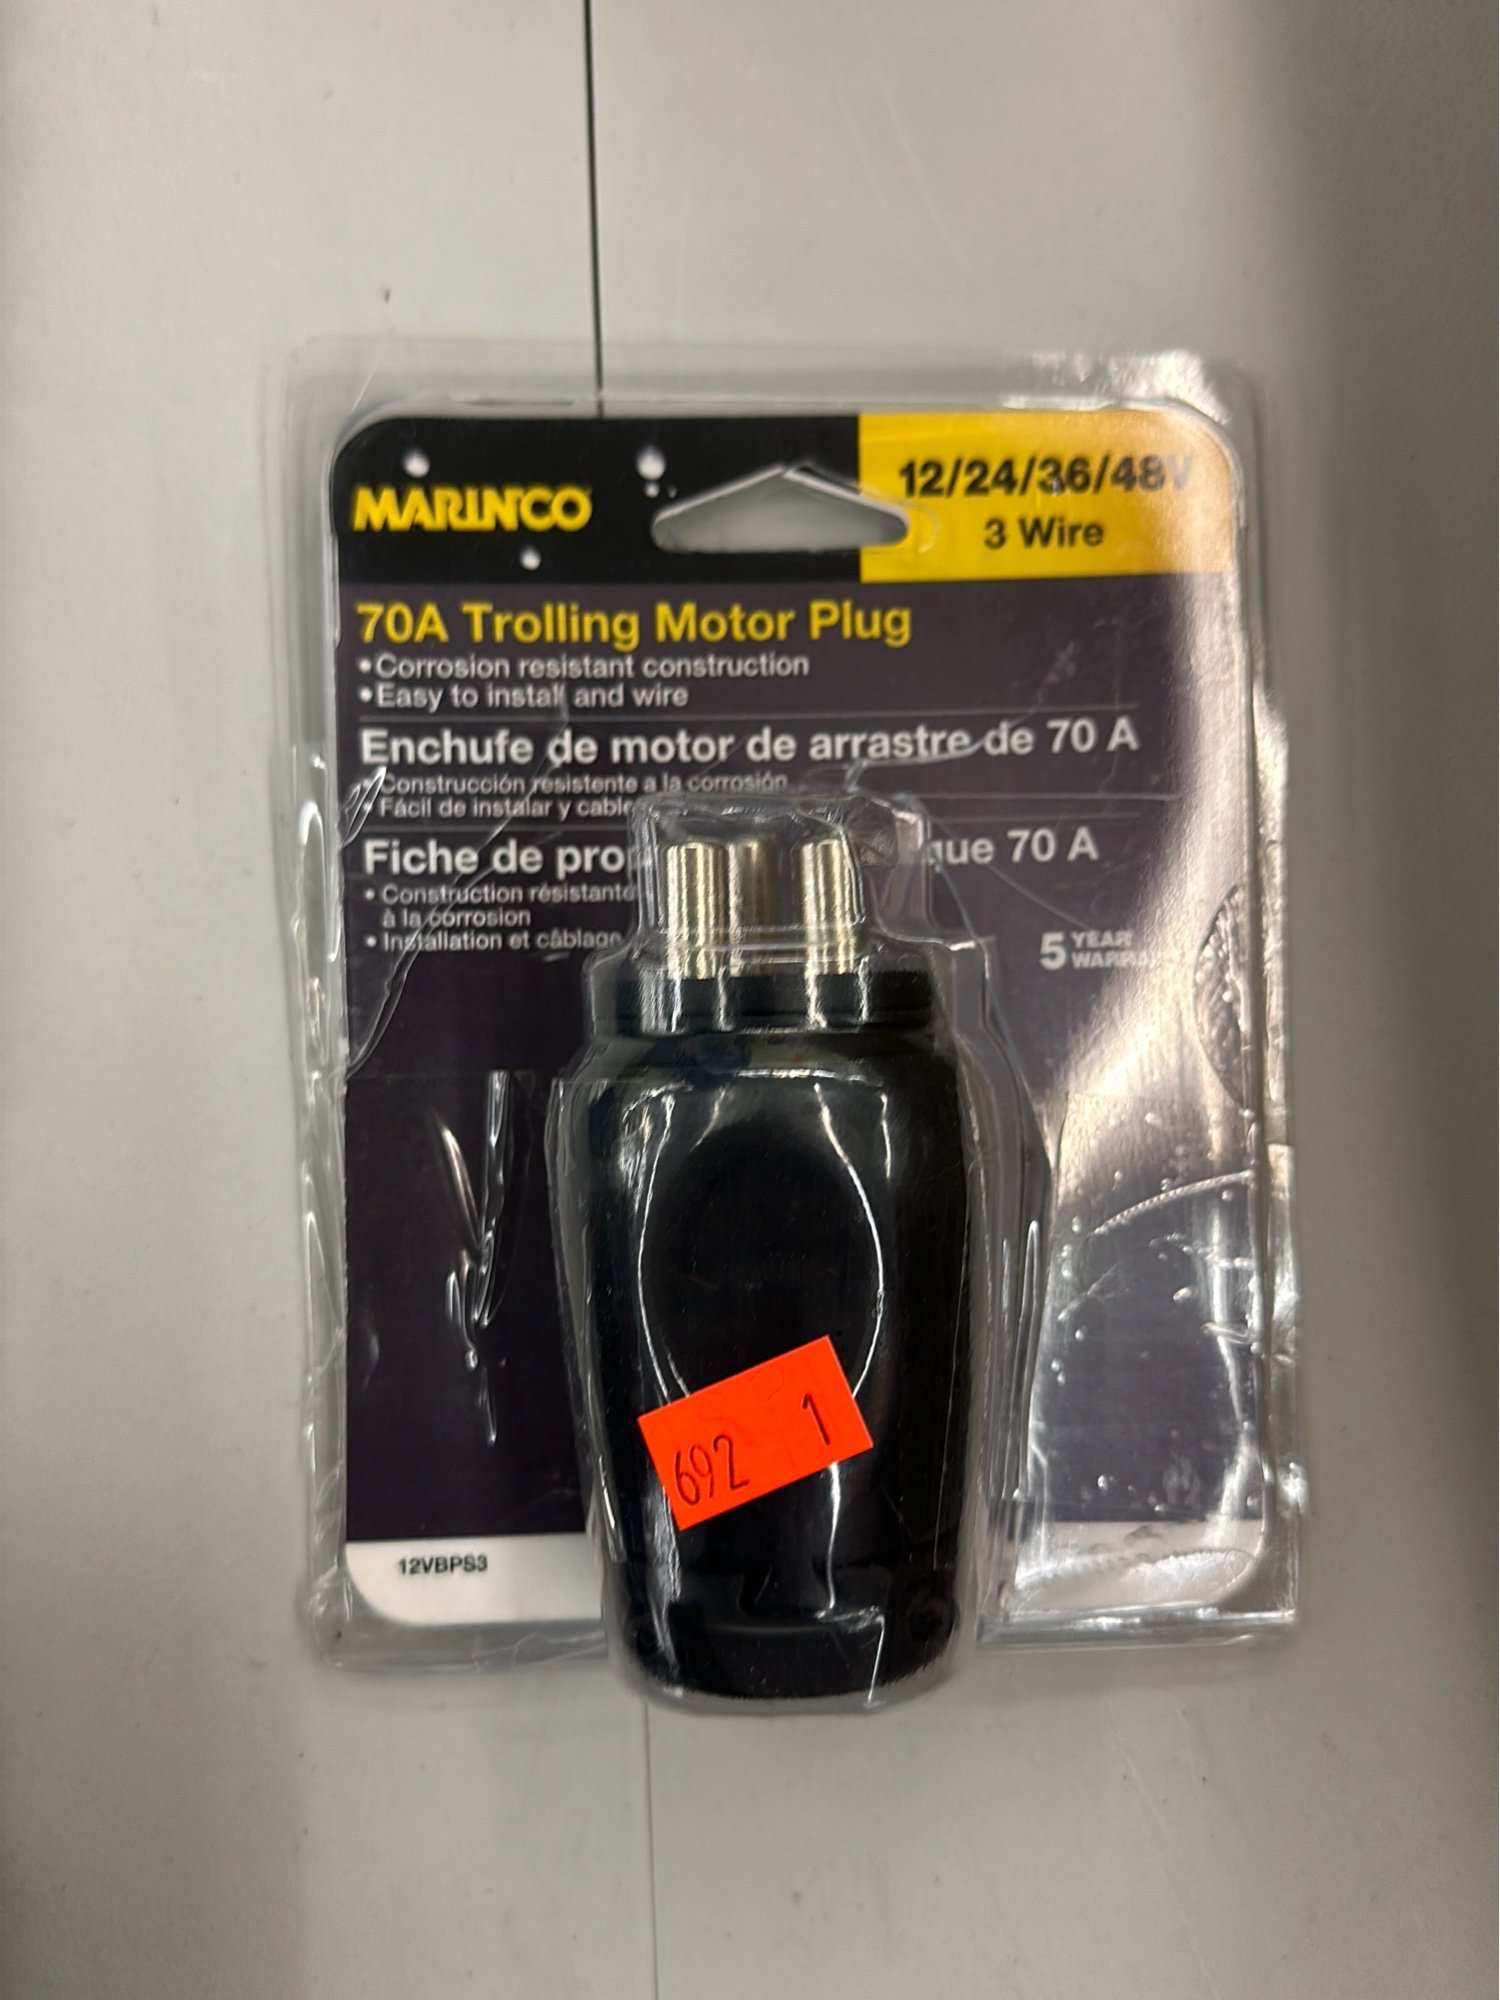 MARINCO
12/24/36/48V
3 Wire
70A Trolling Motor Plug
• Corrosion resistant construction
• Easy to install and wire
Enchufe de motor de arrastre de 70 A
• Construcción resistente a la corrosión
• Fácil de instalar y
Fiche de que 70 A
• Construction résistante
à la corrosion
• Installation et câblage
5 YEAR
692 1
12VBPS3